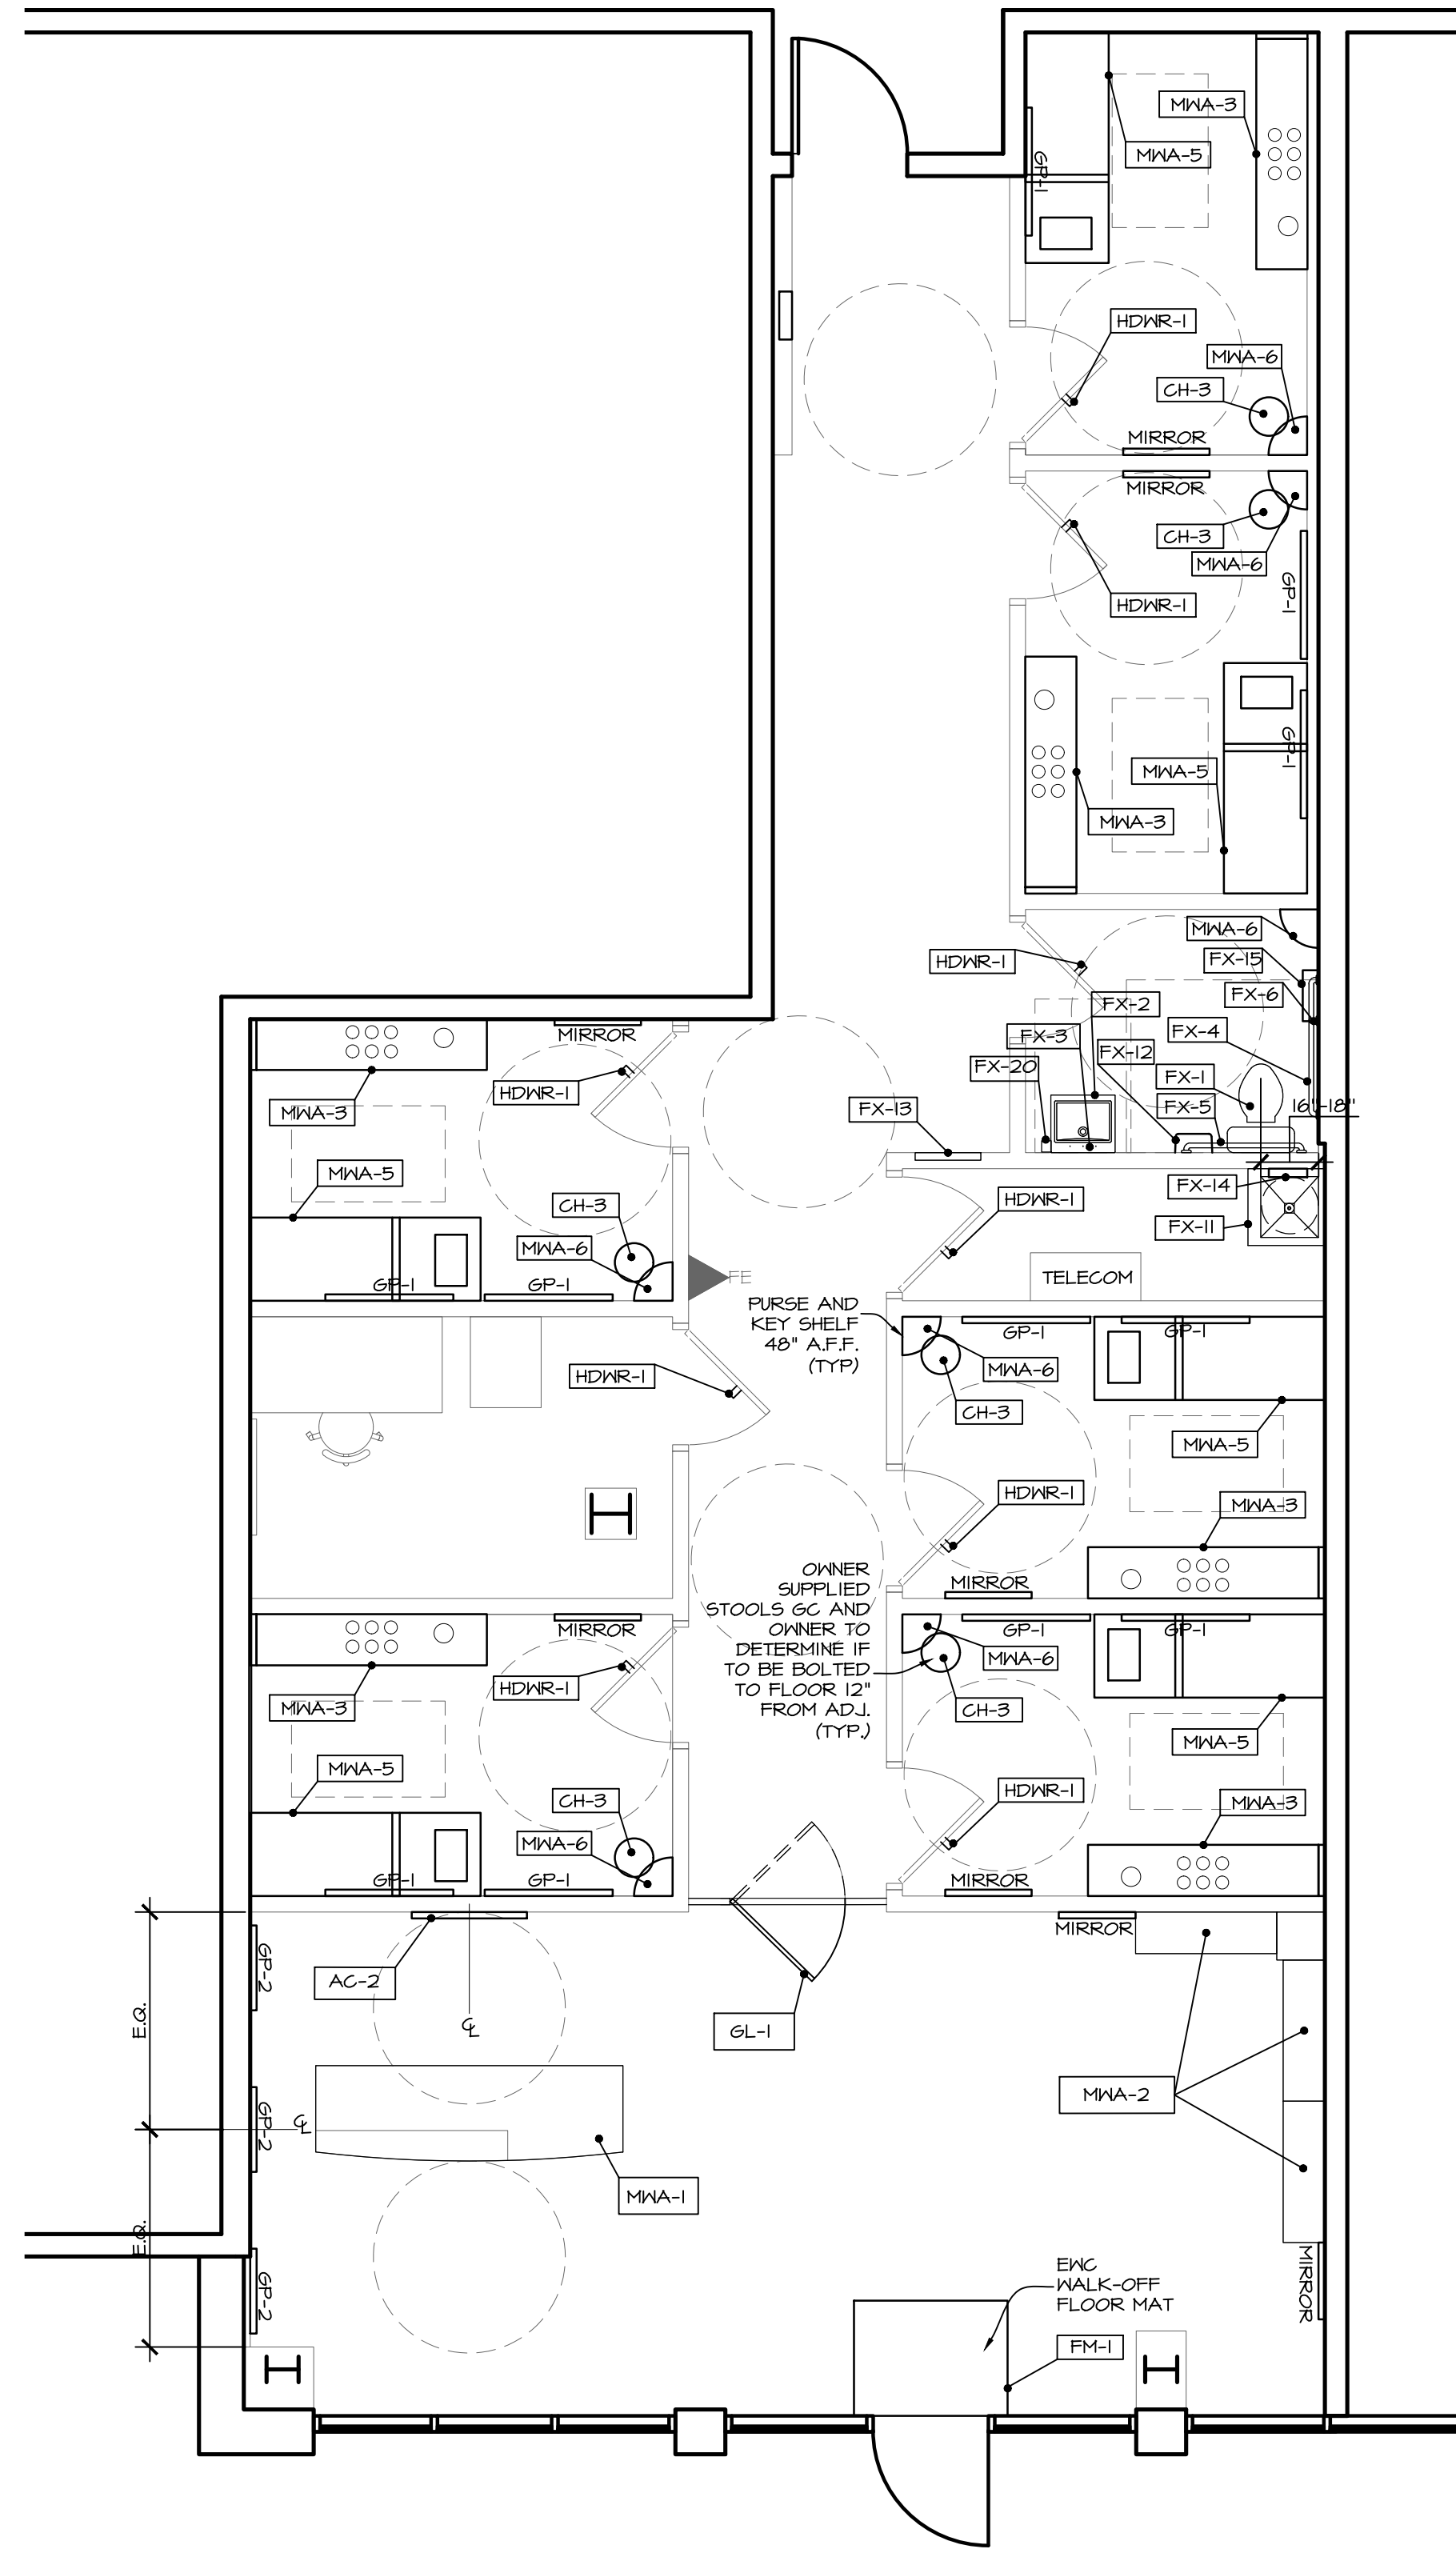 MWA-3
MWA-5
GP-1
HDWR-1
MWA-6
CH-3
MIRROR
MIRROR
CH-3
MWA-6
GP-1
HDWR-1
GP-1
MWA-5
MWA-3
MWA-6
FX-15
HDWR-1
FX-6
FX-2
FX-4
FX-3
FX-12
FX-20
FX-1
FX-5
16"-18"
FX-13
MIRROR
HDWR-1
MWA-3
MWA-5
CH-3
MWA-6
GP-1
GP-1
FX-14
HDWR-1
FX-11
FE
TELECOM
PURSE AND
KEY SHELF
48" A.F.F.
(TYP)
GP-1
GP-1
MWA-6
HDWR-1
CH-3
MWA-5
HDWR-1
MWA-3
MIRROR
OWNER
SUPPLIED
STOOLS GC AND
OWNER TO
DETERMINE IF
TO BE BOLTED
TO FLOOR 12"
FROM ADJ.
(TYP.)
MIRROR
GP-1
GP-1
MWA-6
HDWR-1
MWA-3
CH-3
MWA-5
MWA-5
HDWR-1
CH-3
MWA-3
MWA-6
GP-1
GP-1
MIRROR
MIRROR
GP-2
AC-2
E.Q.
CL
GL-1
MWA-2
CL
GP-2
MWA-1
E.Q.
GP-2
MIRROR
EWC
WALK-OFF
FLOOR MAT
FM-1